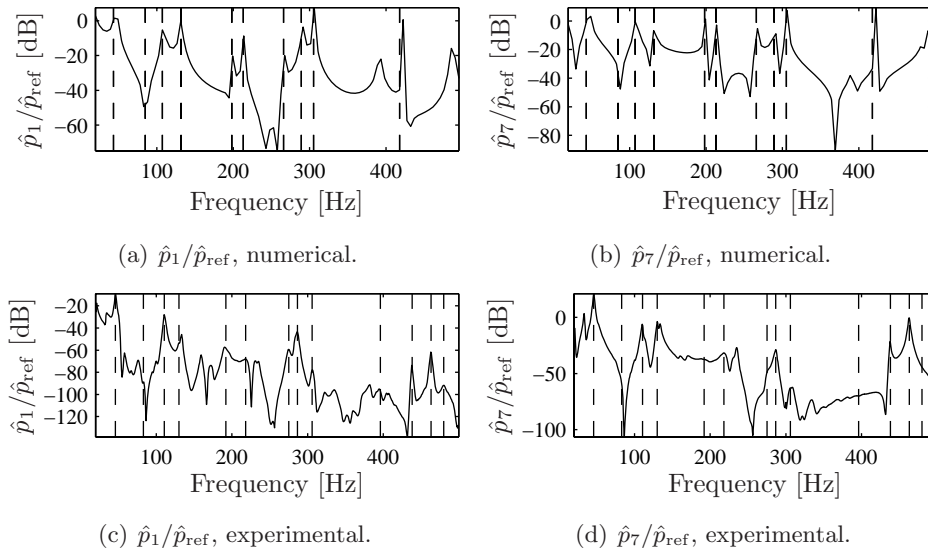 0
−20
−40
−60
p̂₁/p̂ref [dB]
100 200 300 400
Frequency [Hz]
(a) p̂₁/p̂ref, numerical.
0
−20
−40
−60
−80
p̂₇/p̂ref [dB]
100 200 300 400
Frequency [Hz]
(b) p̂₇/p̂ref, numerical.
−20
−40
−60
−80
−100
−120
p̂₁/p̂ref [dB]
100 200 300 400
Frequency [Hz]
(c) p̂₁/p̂ref, experimental.
0
−50
−100
p̂₇/p̂ref [dB]
100 200 300 400
Frequency [Hz]
(d) p̂₇/p̂ref, experimental.